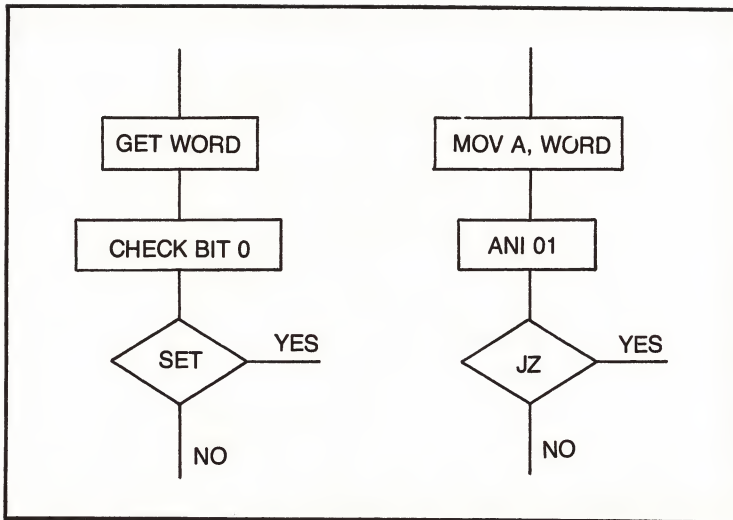 GET WORD
CHECK BIT 0
SET
YES
NO
MOV A, WORD
ANI 01
JZ
YES
NO